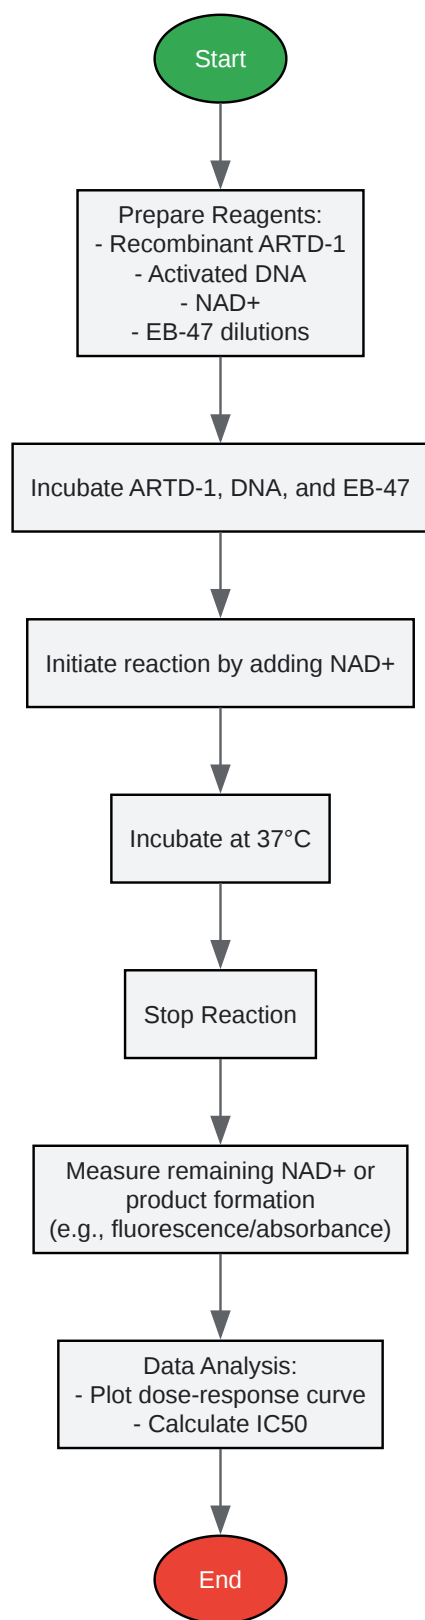 Start
Prepare Reagents:
- Recombinant ARTD-1
- Activated DNA
- NAD+
- EB-47 dilutions
Incubate ARTD-1, DNA, and EB-47
Initiate reaction by adding NAD+
Incubate at 37°C
Stop Reaction
Measure remaining NAD+ or
product formation
(e.g., fluorescence/absorbance)
Data Analysis:
- Plot dose-response curve
- Calculate IC50
End